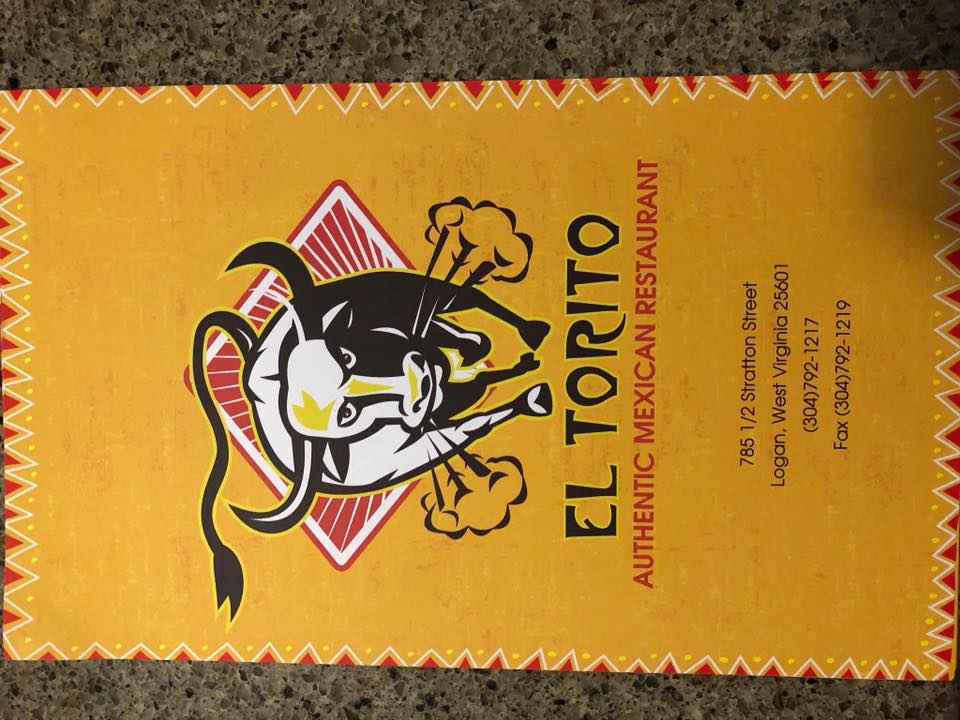 EL TORITO
AUTHENTIC MEXICAN RESTAURANT
785 1/2 Stratton Street
Logan, West Virginia 25601
(304)792-1217
Fax (304)792-1219